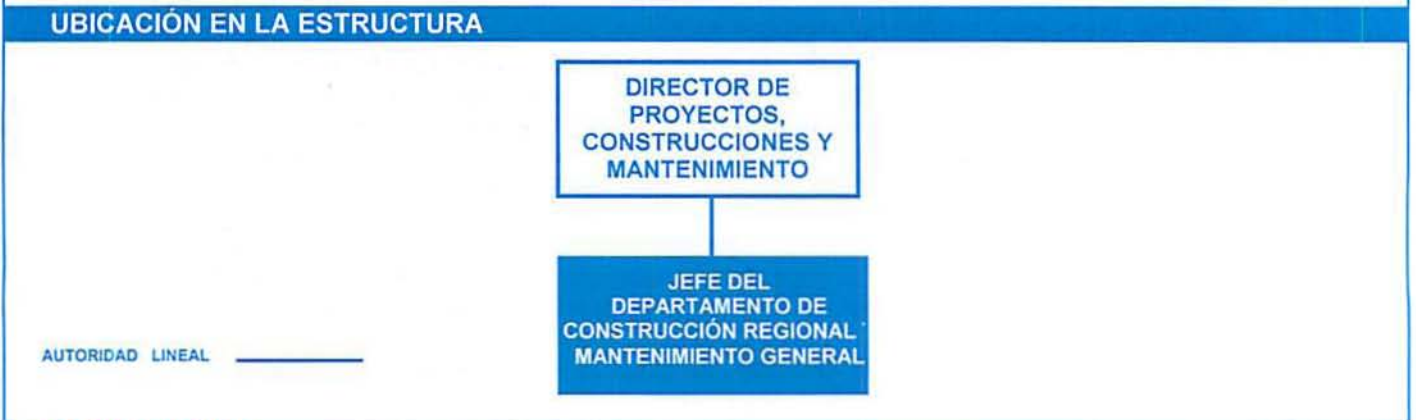 UBICACIÓN EN LA ESTRUCTURA
DIRECTOR DE
PROYECTOS,
CONSTRUCCIONES Y
MANTENIMIENTO
JEFE DEL
DEPARTAMENTO DE
CONSTRUCCIÓN REGIONAL
MANTENIMIENTO GENERAL
AUTORIDAD LINEAL